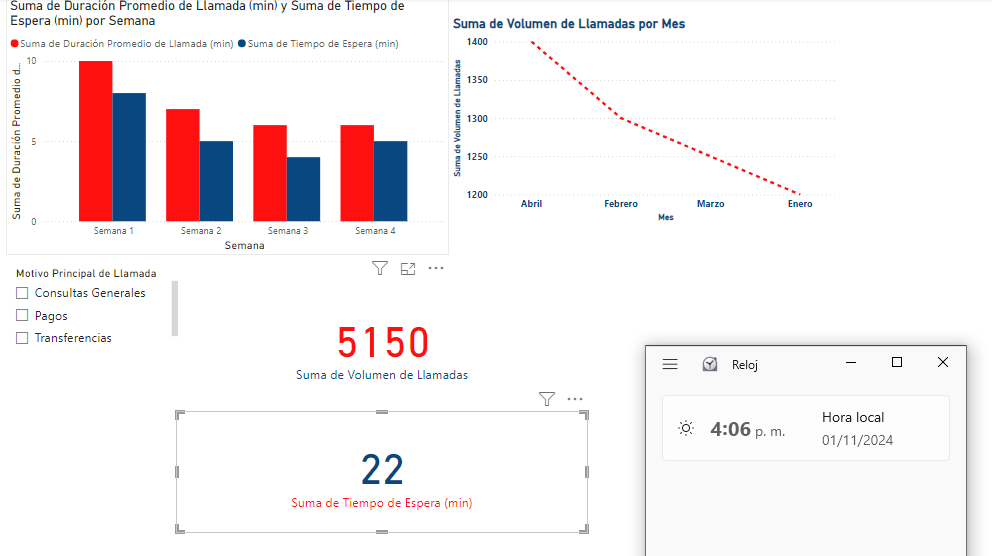 Suma de Duración Promedio de Llamada (min) y Suma de Tiempo de
Espera (min) por Semana
Suma de Duración Promedio de Llamada (min) Suma de Tiempo de Espera (min)
Suma de Duración Promedio d...
10
5
0
Semana 1 Semana 2 Semana 3 Semana 4
Semana
Suma de Volumen de Llamadas por Mes
Suma de Volumen de Llamadas
1400
1350
1300
1250
1200
Abril Febrero Marzo Enero
Mes
Motivo Principal de Llamada
Consultas Generales
Pagos
Transferencias
5150
Suma de Volumen de Llamadas
22
Suma de Tiempo de Espera (min)
Reloj
4:06 p. m.
Hora local
01/11/2024